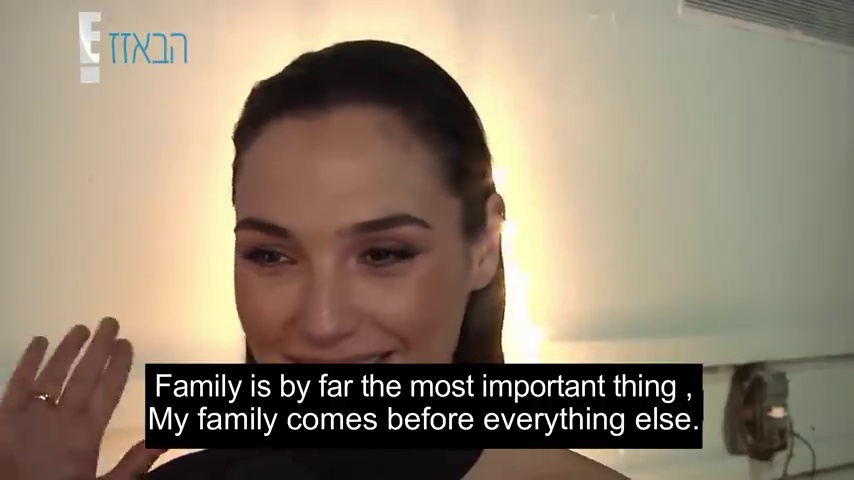 E!
הבאזז
Family is by far the most important thing ,
My family comes before everything else.